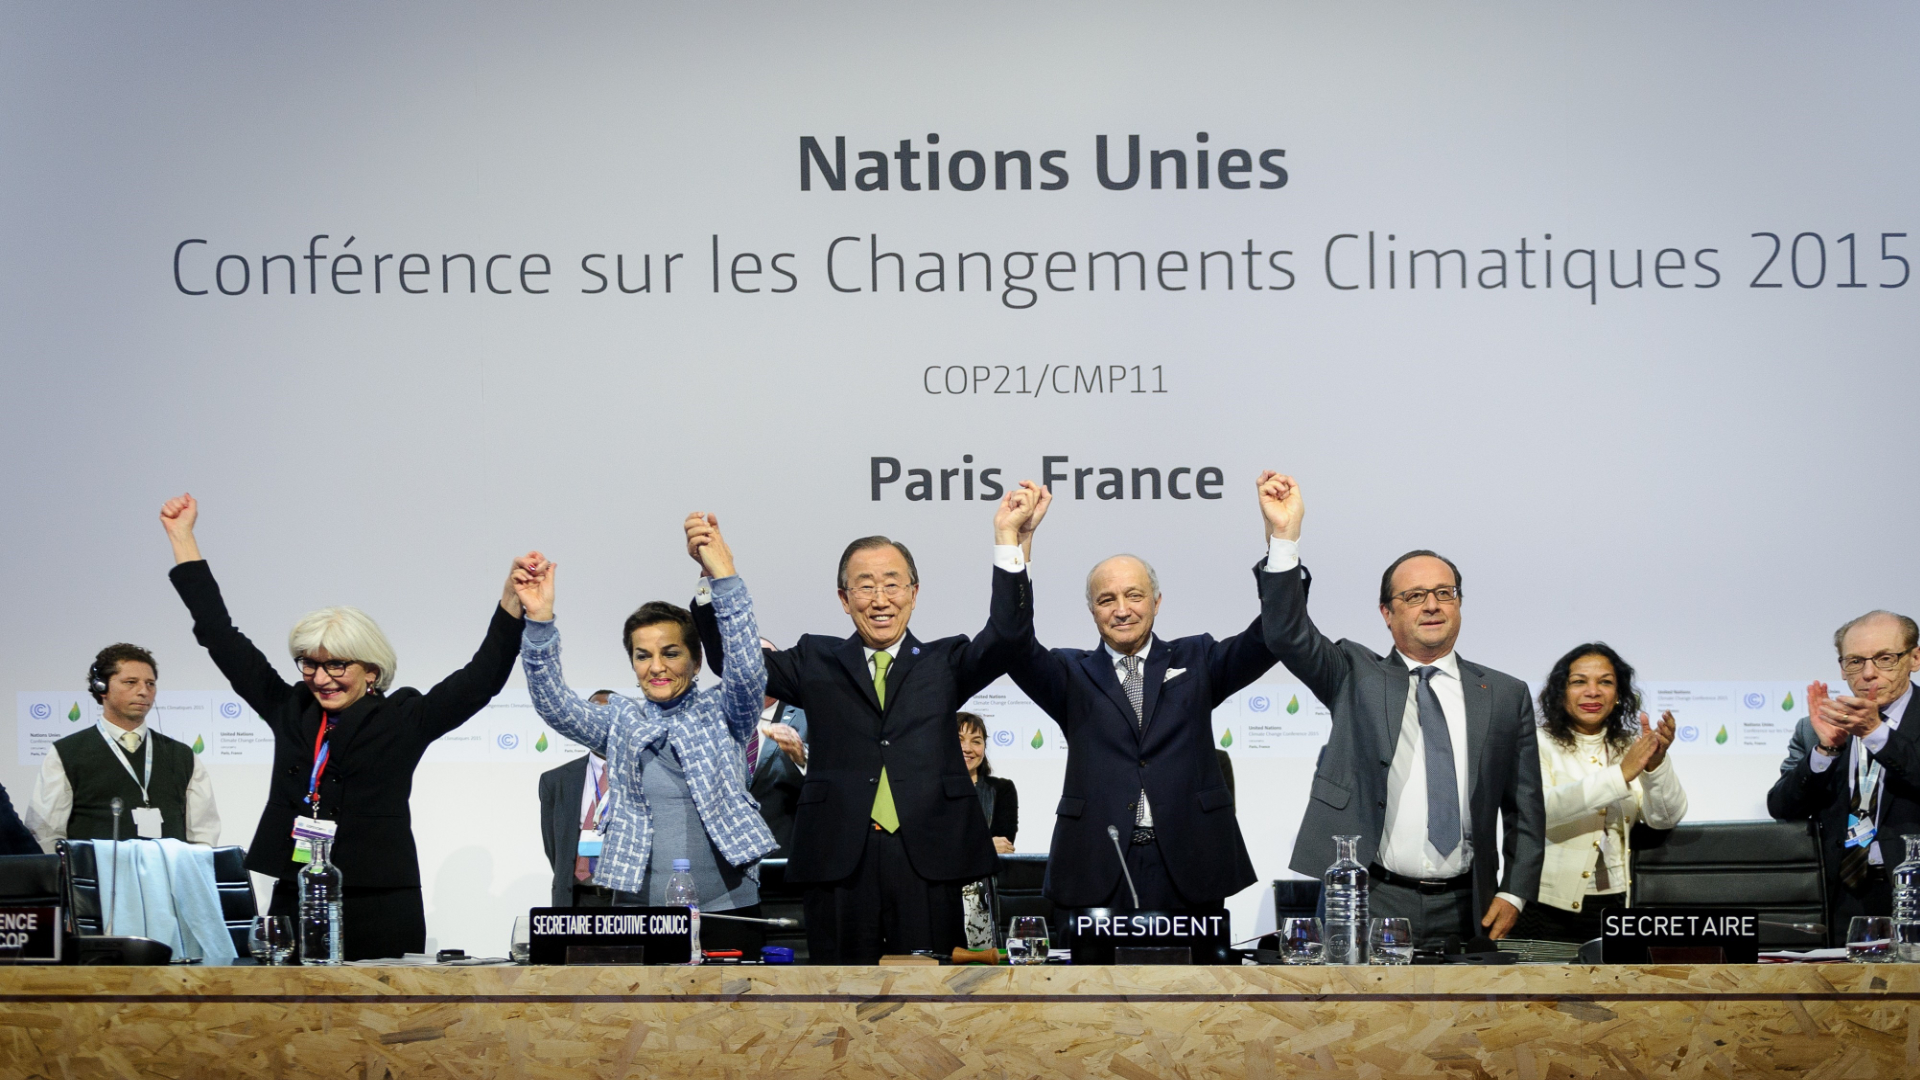 Nations Unies
Conférence sur les Changements Climatiques 2015
COP21/CMP11
Paris, France
ENCE
COP
SECRETAIRE EXECUTIVE CCNUCC
PRESIDENT
SECRETAIRE